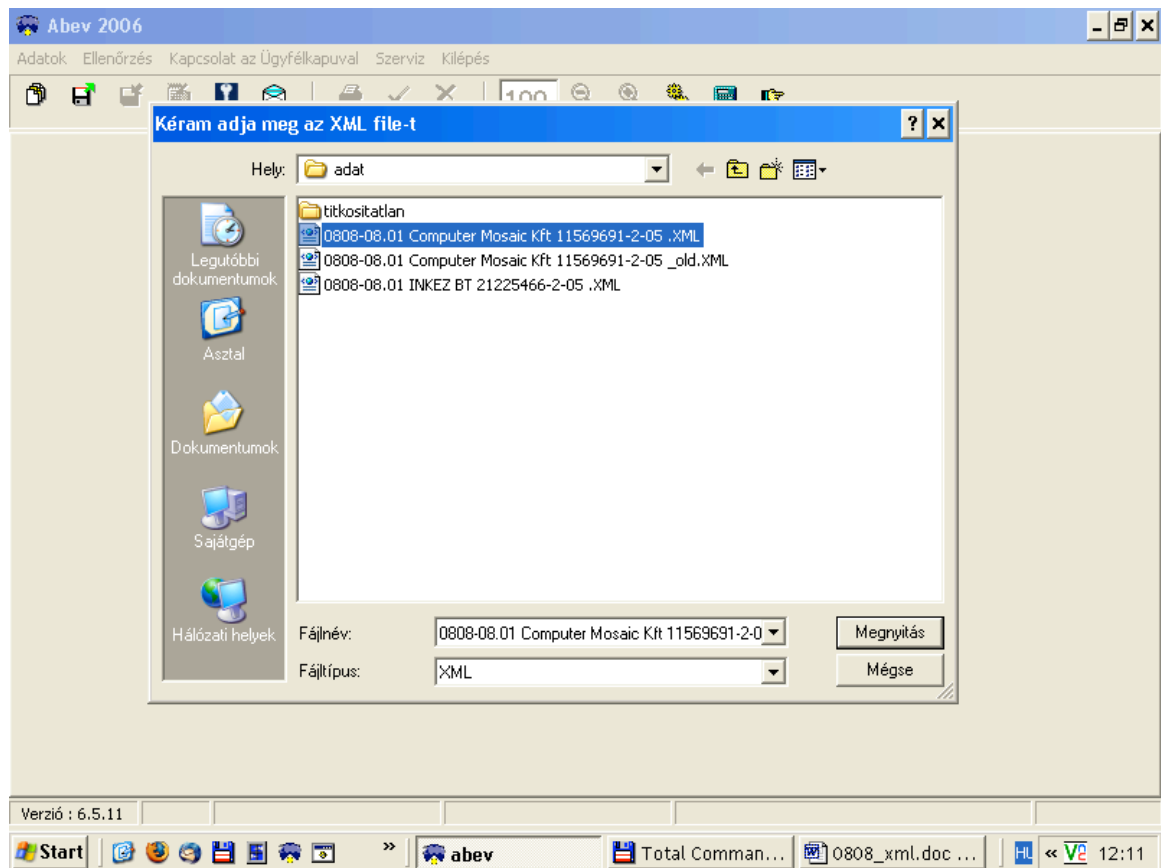 Abev 2006
Adatok Ellenőrzés Kapcsolat az Ügyfélkapuval Szerviz Kilépés
100
Kéram adja meg az XML file-t
Hely: adat
titkositatlan
0808-08.01 Computer Mosaic Kft 11569691-2-05 .XML
0808-08.01 Computer Mosaic Kft 11569691-2-05 _old.XML
0808-08.01 INKEZ BT 21225466-2-05 .XML
Legutóbbi
dokumentumok
Asztal
Dokumentumok
Sajátgép
Hálózati helyek
Fájlnév: 0808-08.01 Computer Mosaic Kft 11569691-2-0 Megnyitás
Fájltípus: XML Mégse
Verzió : 6.5.11
Start » abev Total Comman... 0808_xml.doc ... HU « 12:11